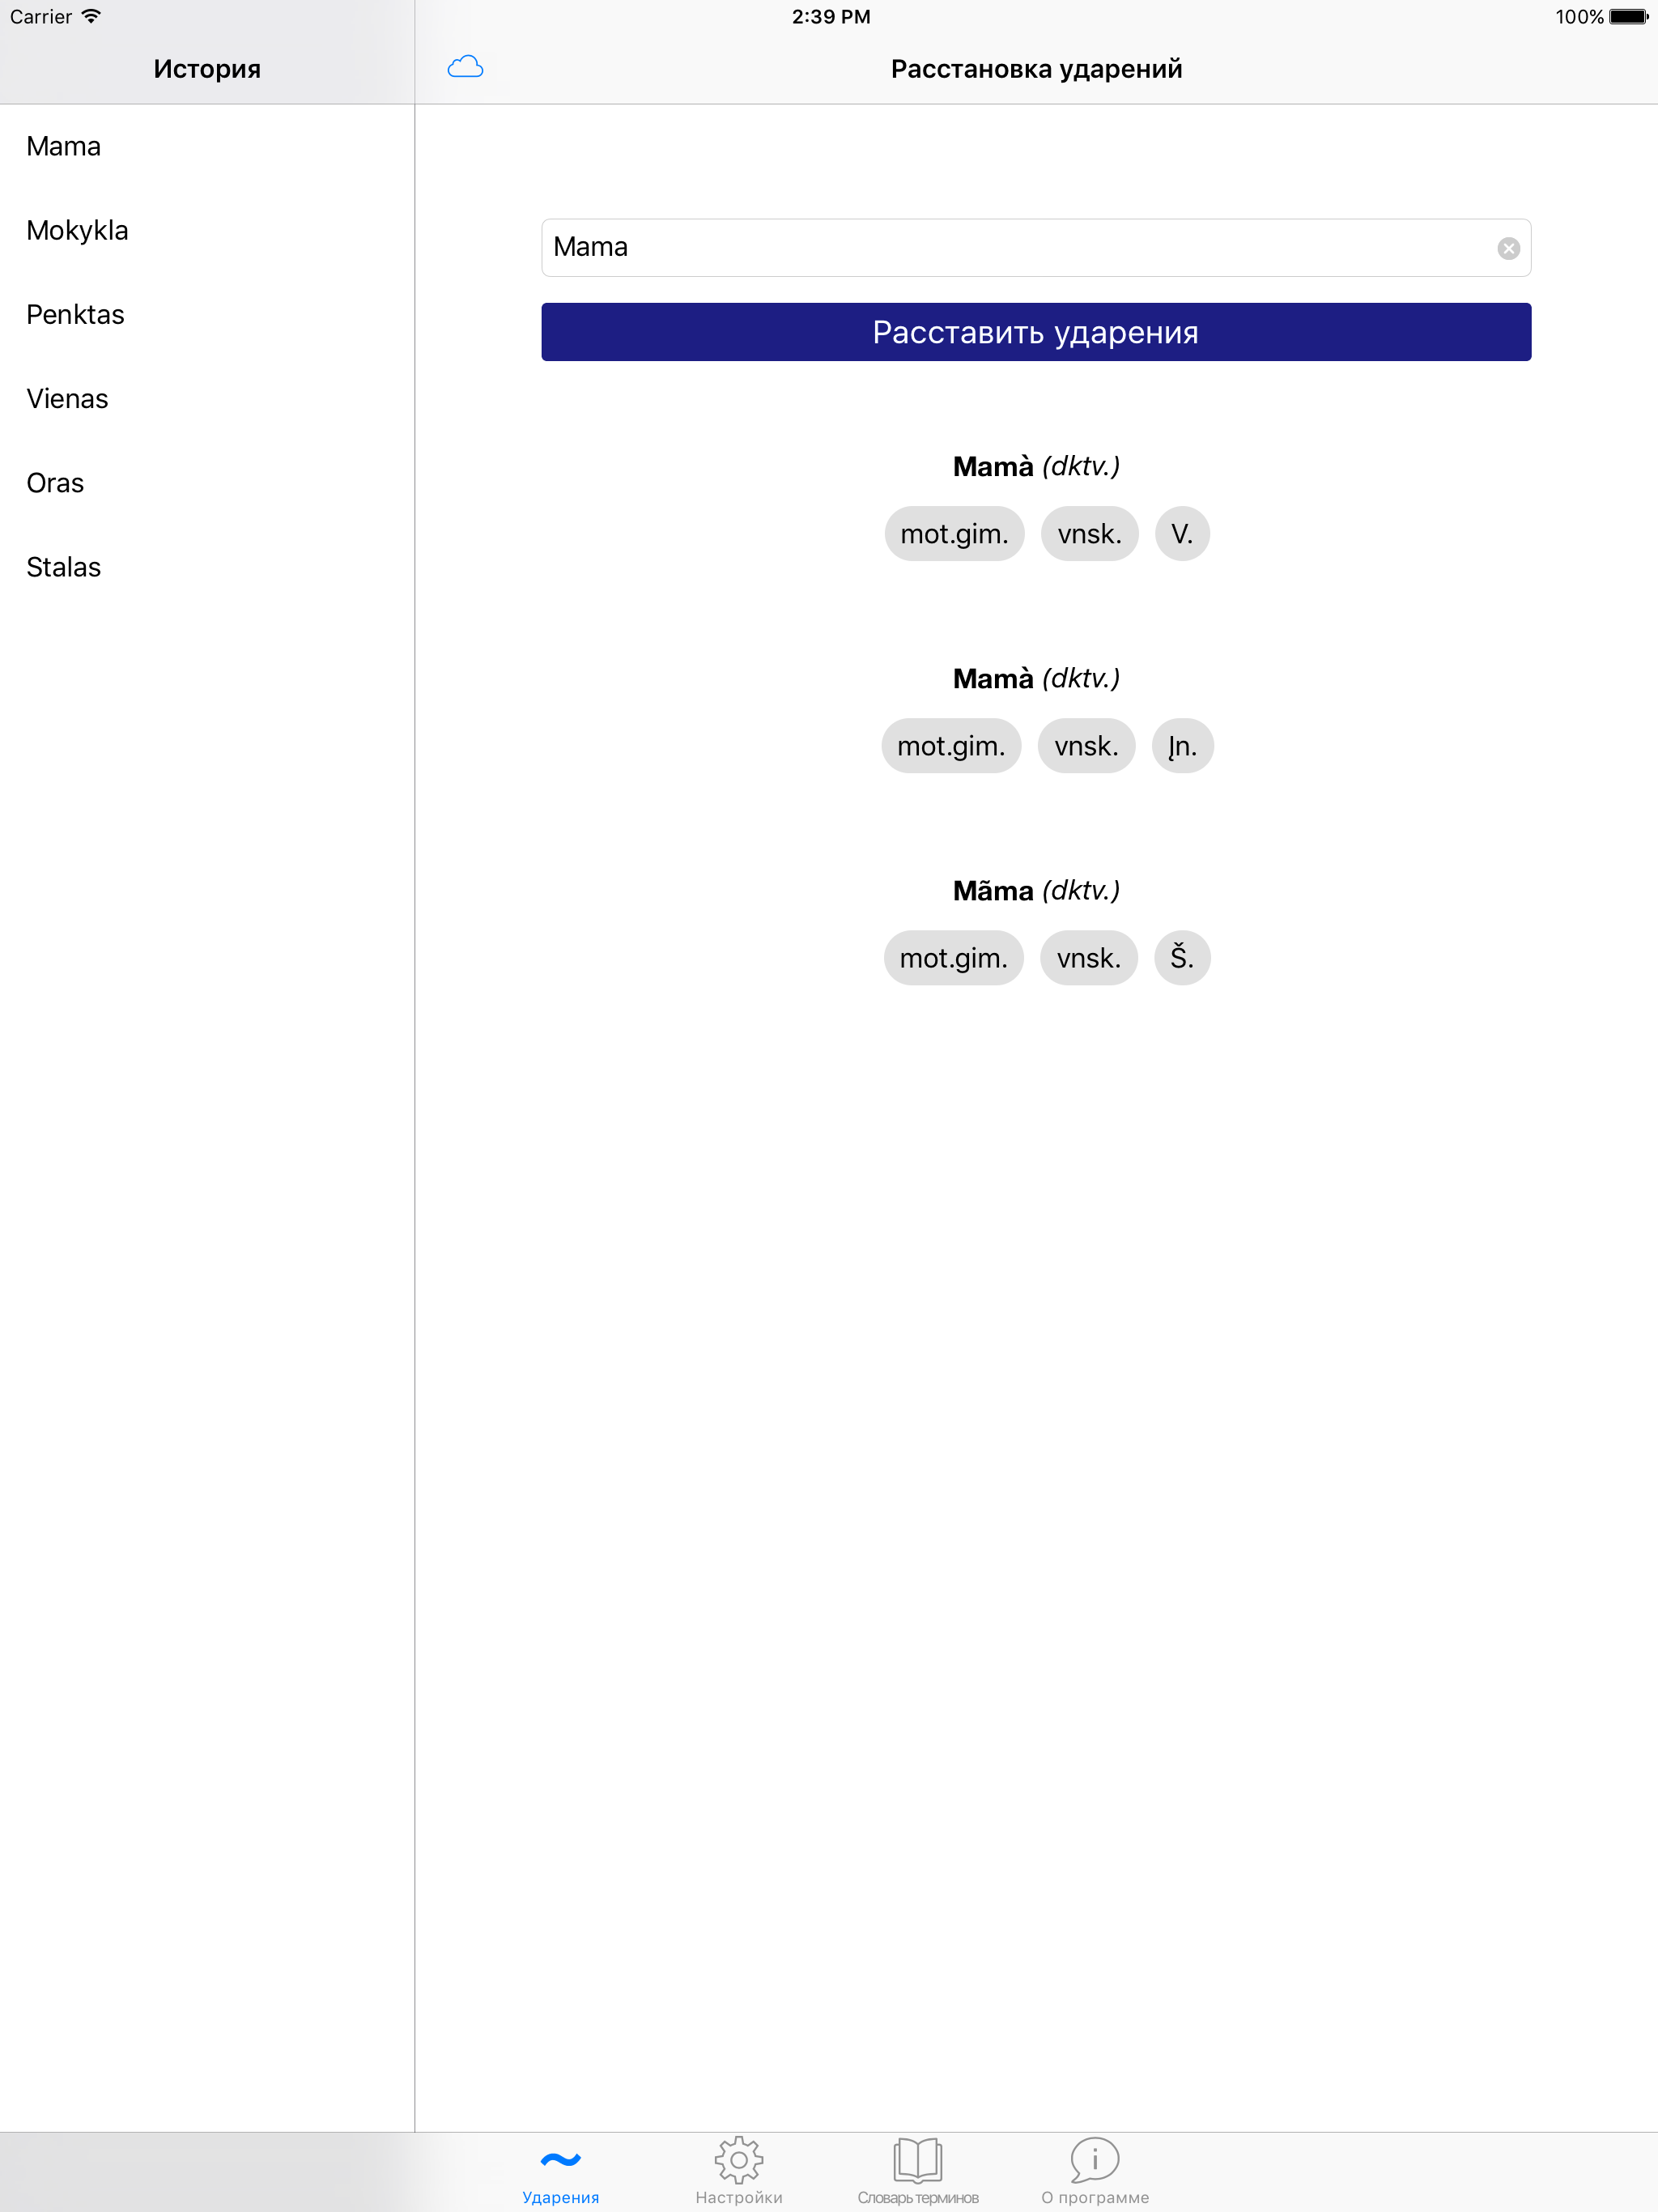 Carrier 2:39 PM 100%
История
Расстановка ударений
Mama
Mokykla
Penktas
Vienas
Oras
Stalas
Mama
Расставить ударения
Mamà (dktv.)
mot.gim. vnsk. V.
Mamà (dktv.)
mot.gim. vnsk. Įn.
Mãma (dktv.)
mot.gim. vnsk. Š.
Ударения Настройки Словарь терминов О программе